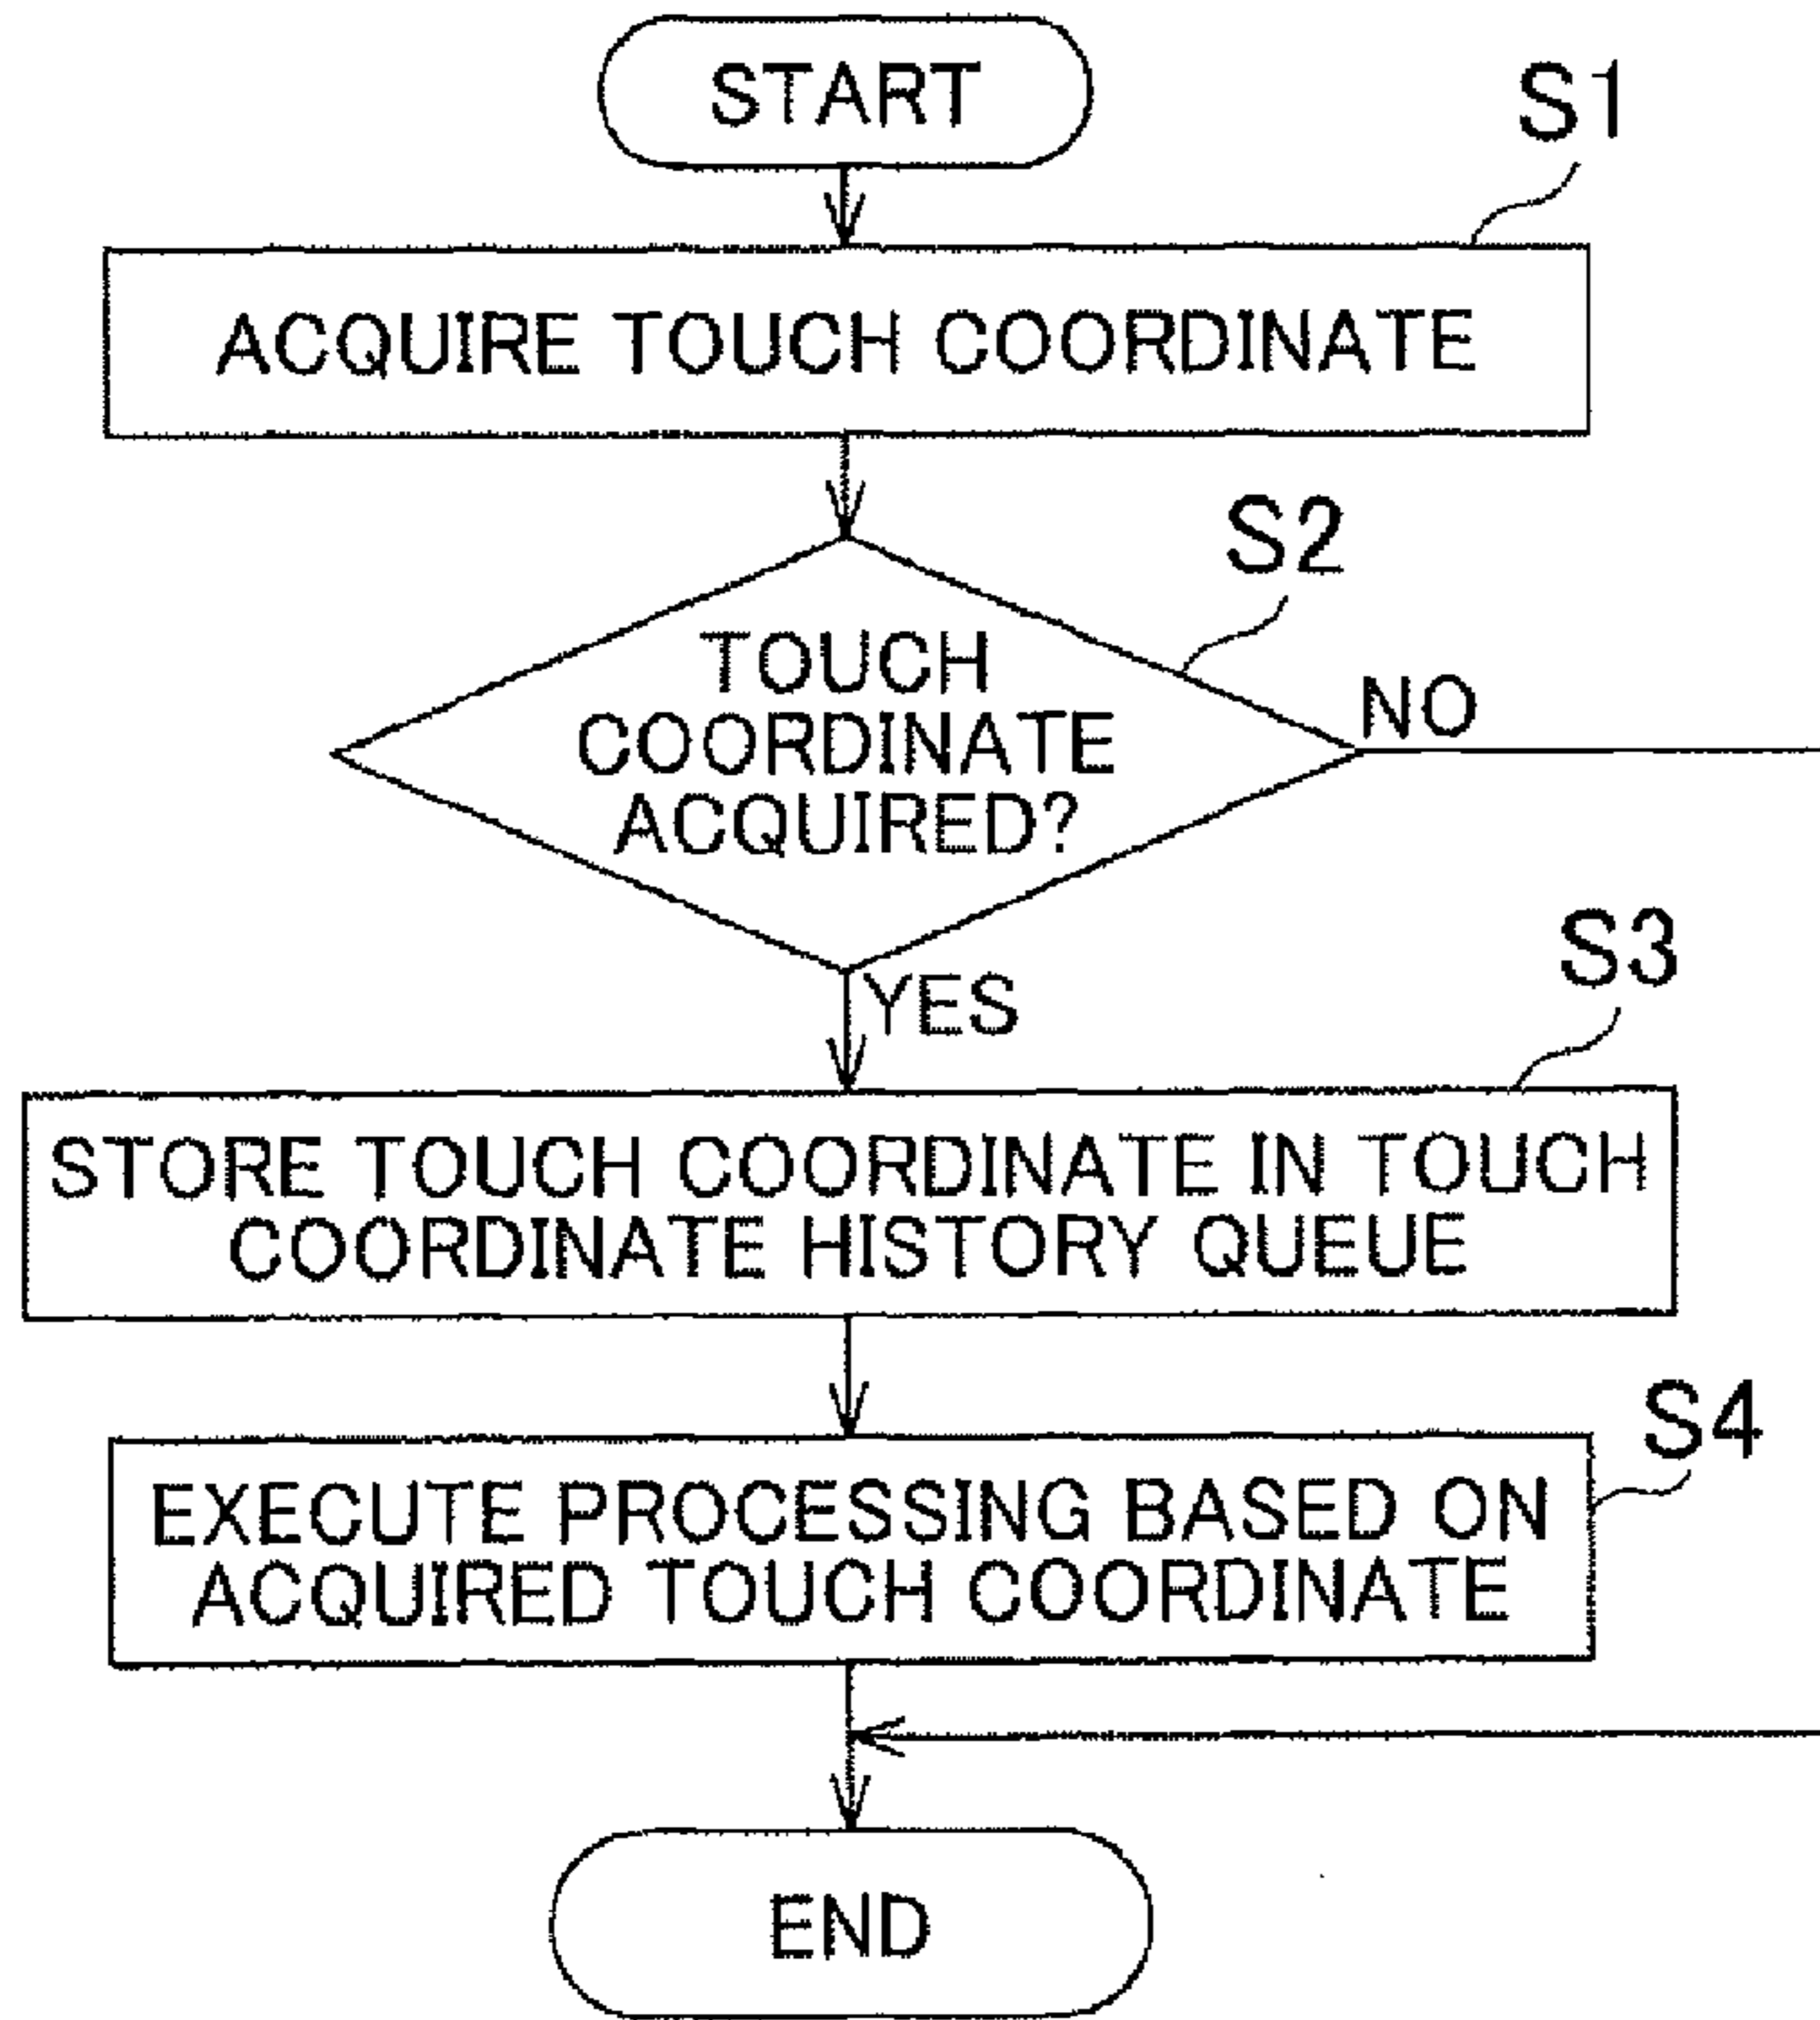 START
S1
ACQUIRE TOUCH COORDINATE
S2
TOUCH
COORDINATE
ACQUIRED?
NO
YES
S3
STORE TOUCH COORDINATE IN TOUCH
COORDINATE HISTORY QUEUE
S4
EXECUTE PROCESSING BASED ON
ACQUIRED TOUCH COORDINATE
END